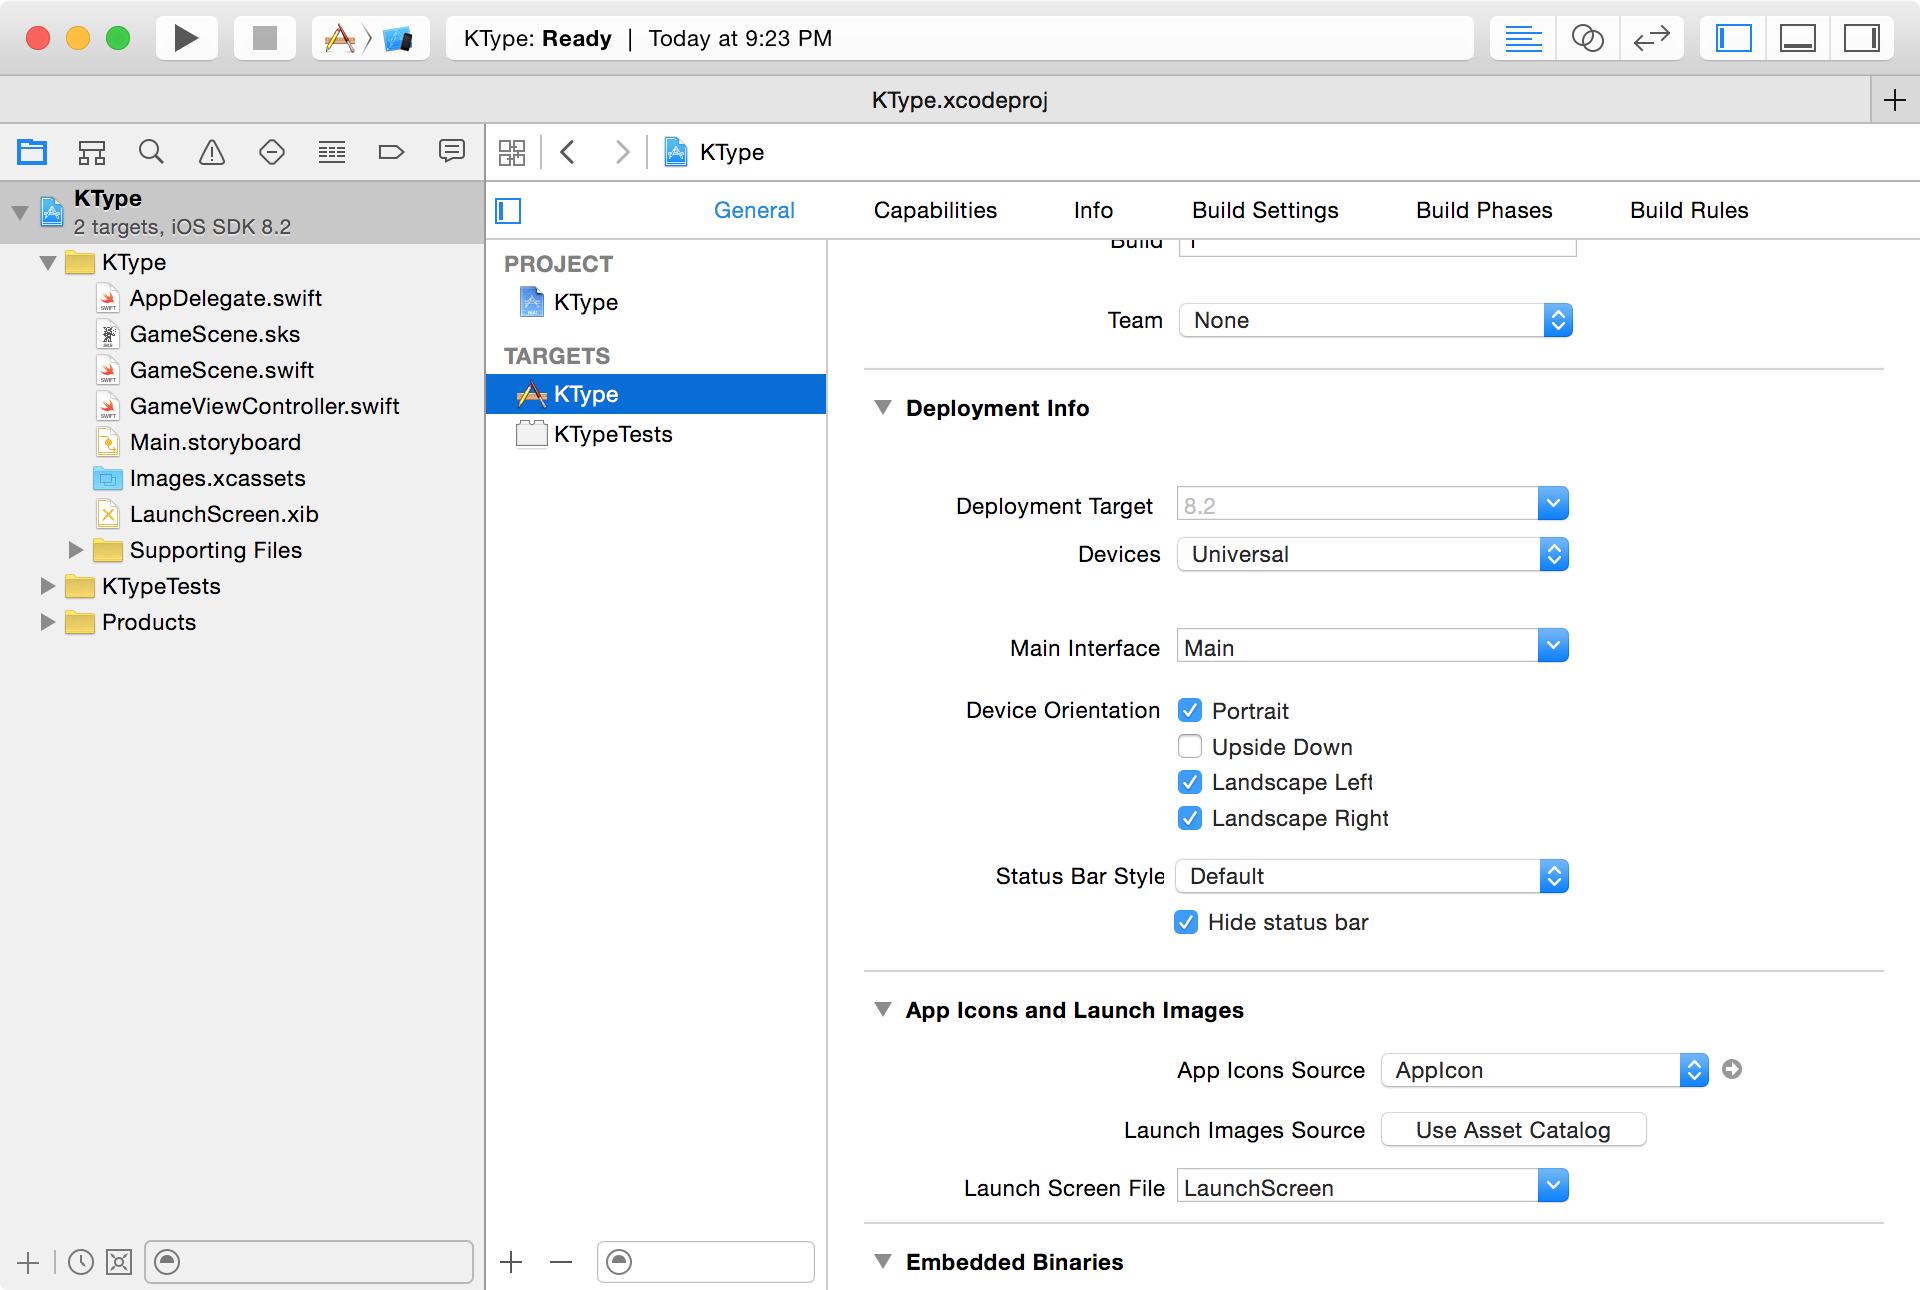 KType: Ready | Today at 9:23 PM
KType.xcodeproj
KType
2 targets, iOS SDK 8.2
KType
AppDelegate.swift
GameScene.sks
GameScene.swift
GameViewController.swift
Main.storyboard
Images.xcassets
LaunchScreen.xib
Supporting Files
KTypeTests
Products
KType
General
Capabilities
Info
Build Settings
Build Phases
Build Rules
PROJECT
KType
TARGETS
KType
KTypeTests
Build
Team None
Deployment Info
Deployment Target 8.2
Devices Universal
Main Interface Main
Device Orientation Portrait
Upside Down
Landscape Left
Landscape Right
Status Bar Style Default
Hide status bar
App Icons and Launch Images
App Icons Source AppIcon
Launch Images Source Use Asset Catalog
Launch Screen File LaunchScreen
Embedded Binaries